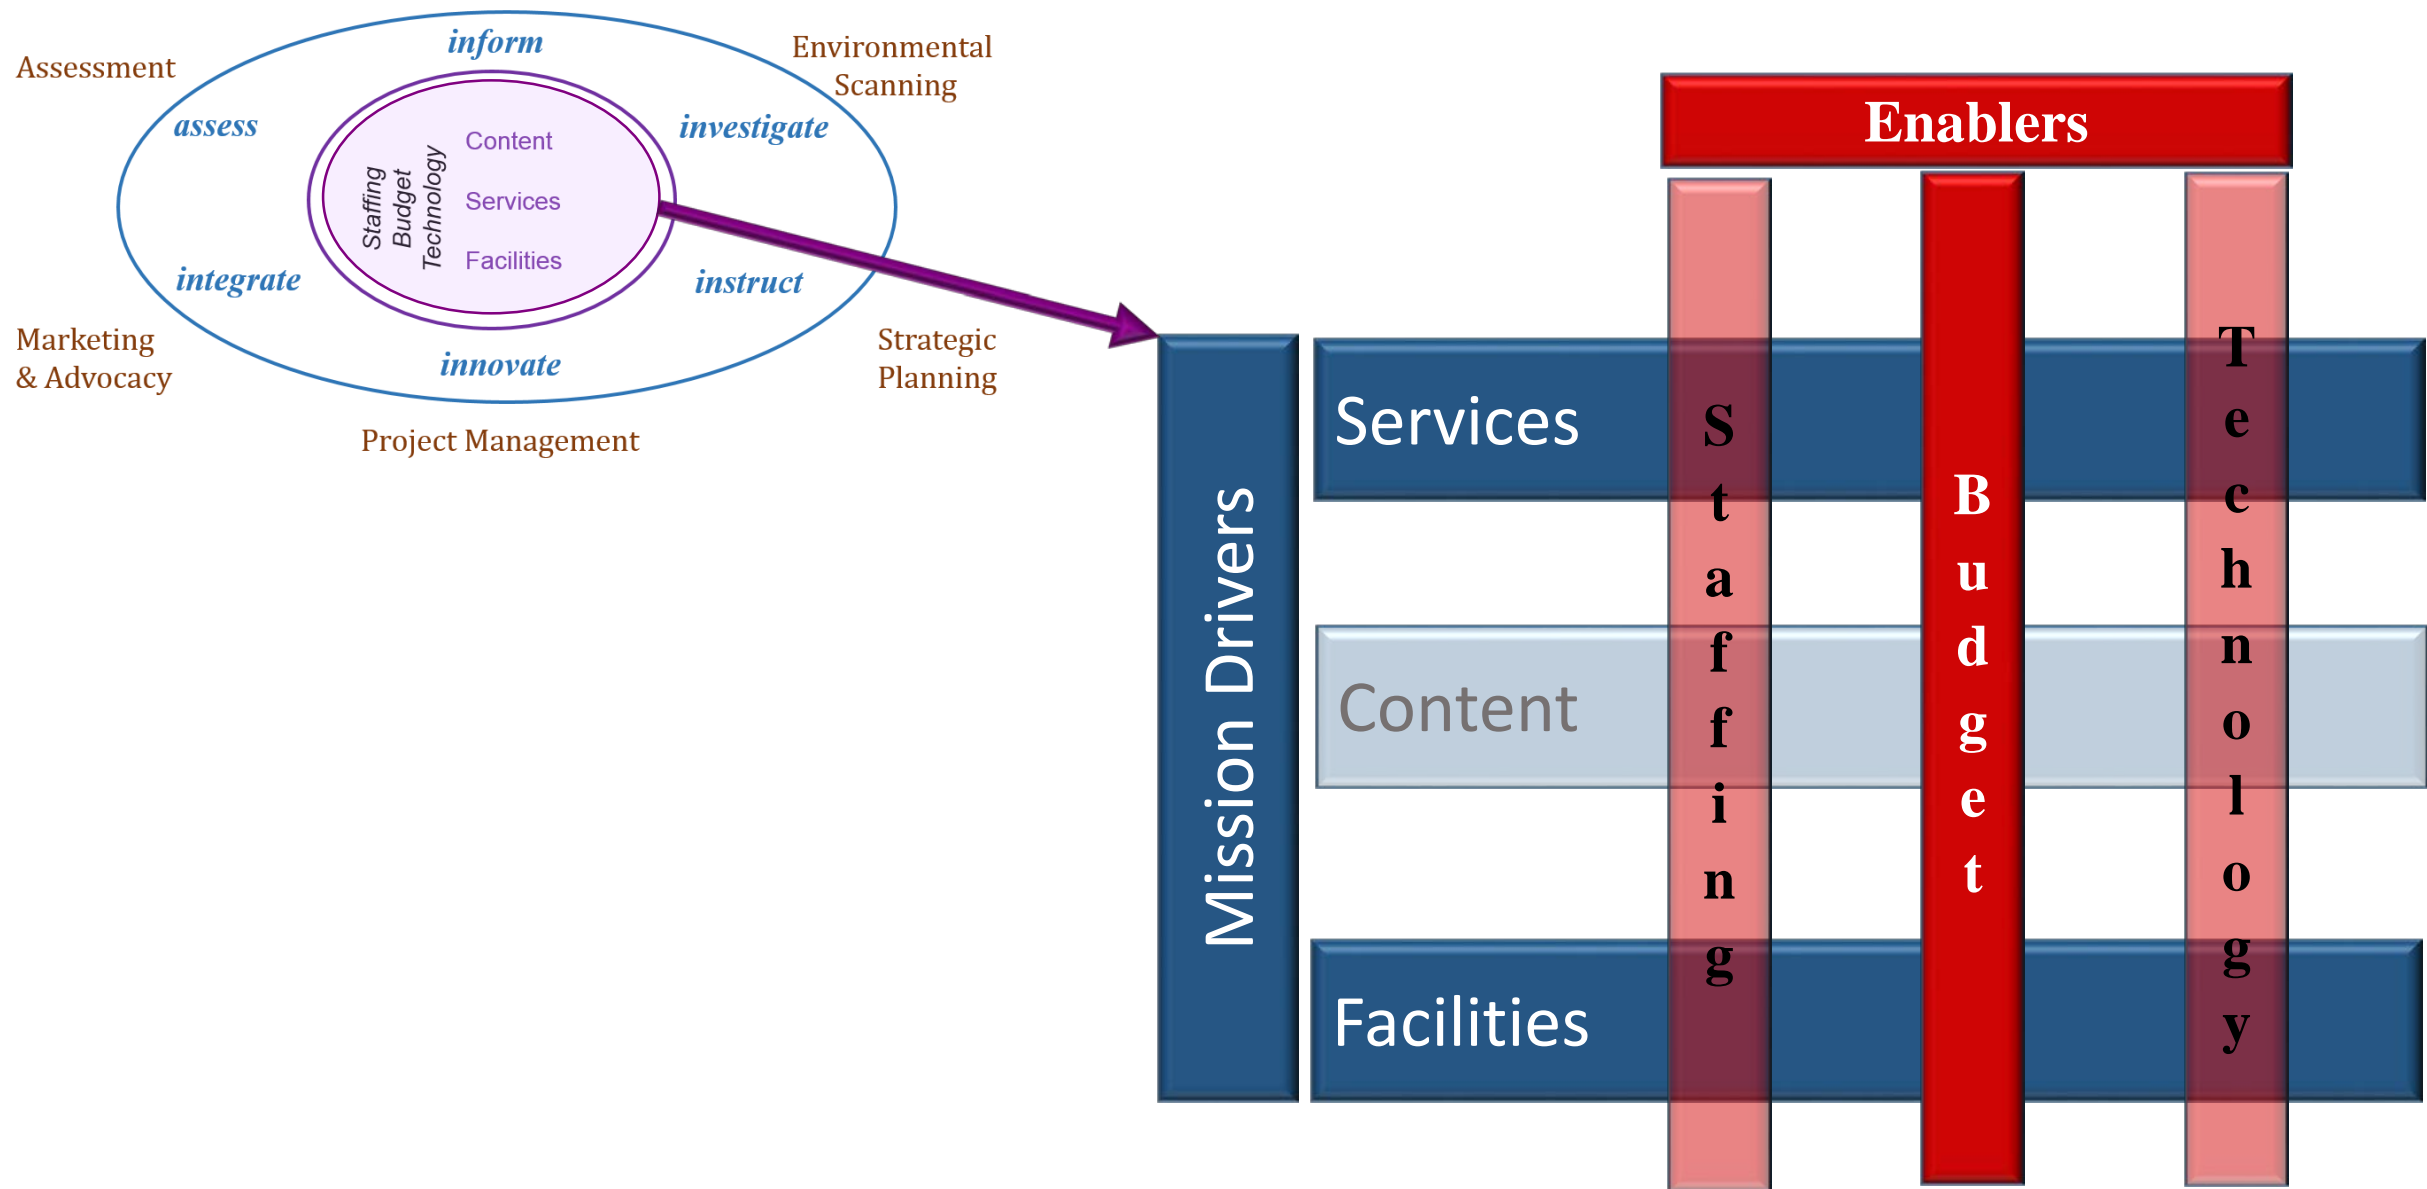 Assessment
inform
Environmental
Scanning
assess
investigate
Content
Services
Facilities
Staffing
Budget
Technology
integrate
instruct
Marketing
& Advocacy
innovate
Strategic
Planning
Project Management
Enablers
Mission Drivers
Services
Content
Facilities
Staffing
Budget
Technology